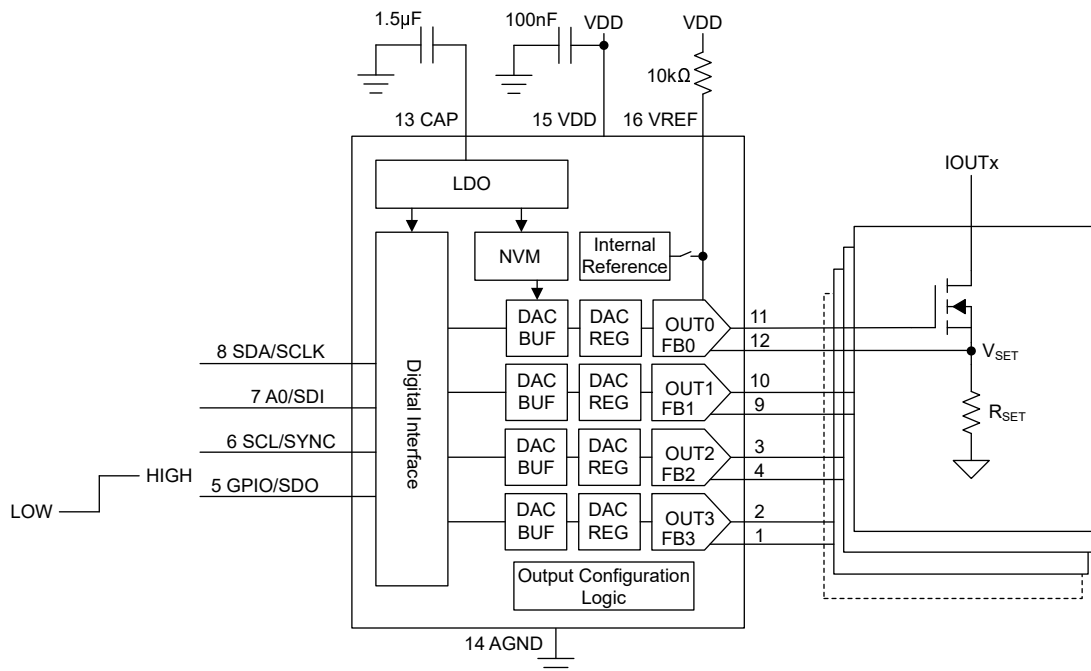 1.5µF
100nF
VDD
VDD
10kΩ
13 CAP
15 VDD
16 VREF
LDO
IOUTx
NVM
Internal
Reference
DAC
BUF
DAC
REG
OUT0
FB0
11
12
VSET
8 SDA/SCLK
Digital Interface
DAC
BUF
DAC
REG
OUT1
FB1
10
9
RSET
7 A0/SDI
6 SCL/SYNC
DAC
BUF
DAC
REG
OUT2
FB2
3
4
HIGH
LOW
5 GPIO/SDO
DAC
BUF
DAC
REG
OUT3
FB3
2
1
Output Configuration
Logic
14 AGND